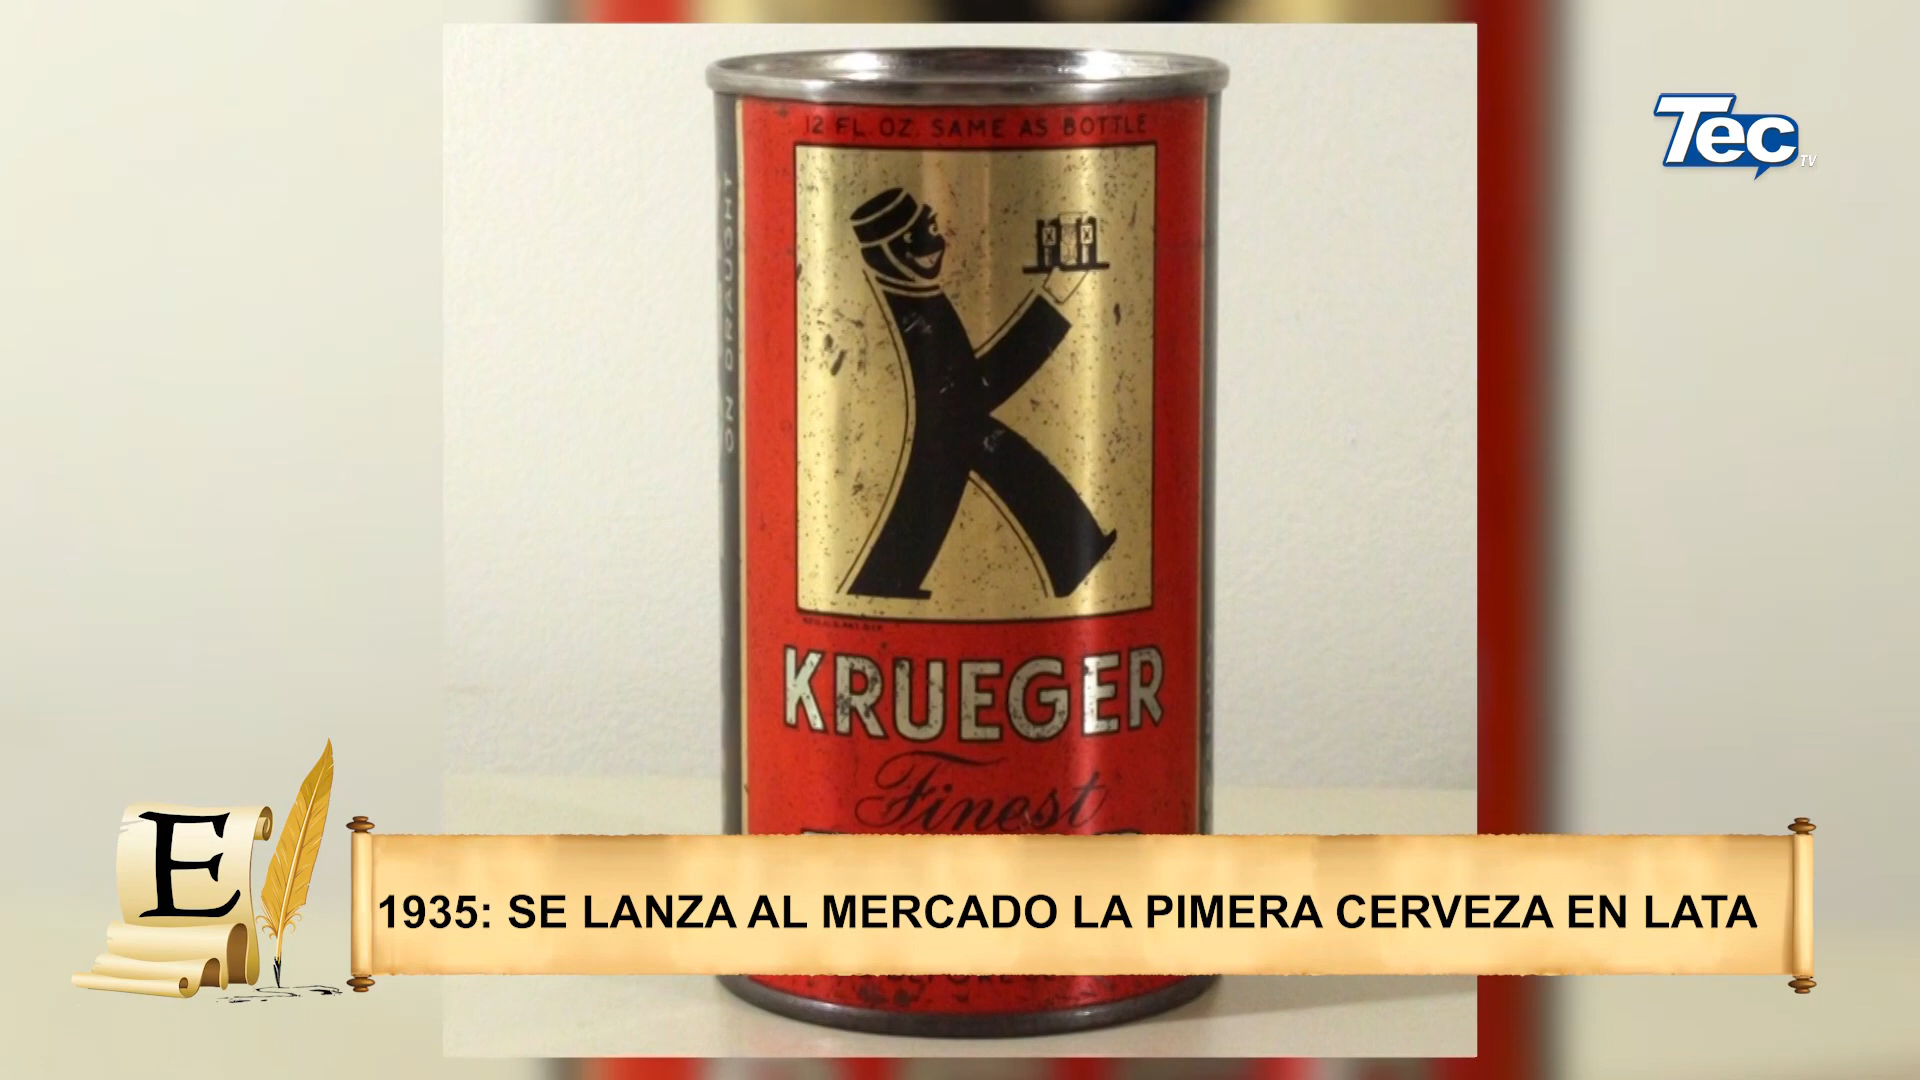 Tec TV
12 FL. OZ. SAME AS BOTTLE
ON DRAUGHT
KRUEGER
Finest
E
1935: SE LANZA AL MERCADO LA PIMERA CERVEZA EN LATA